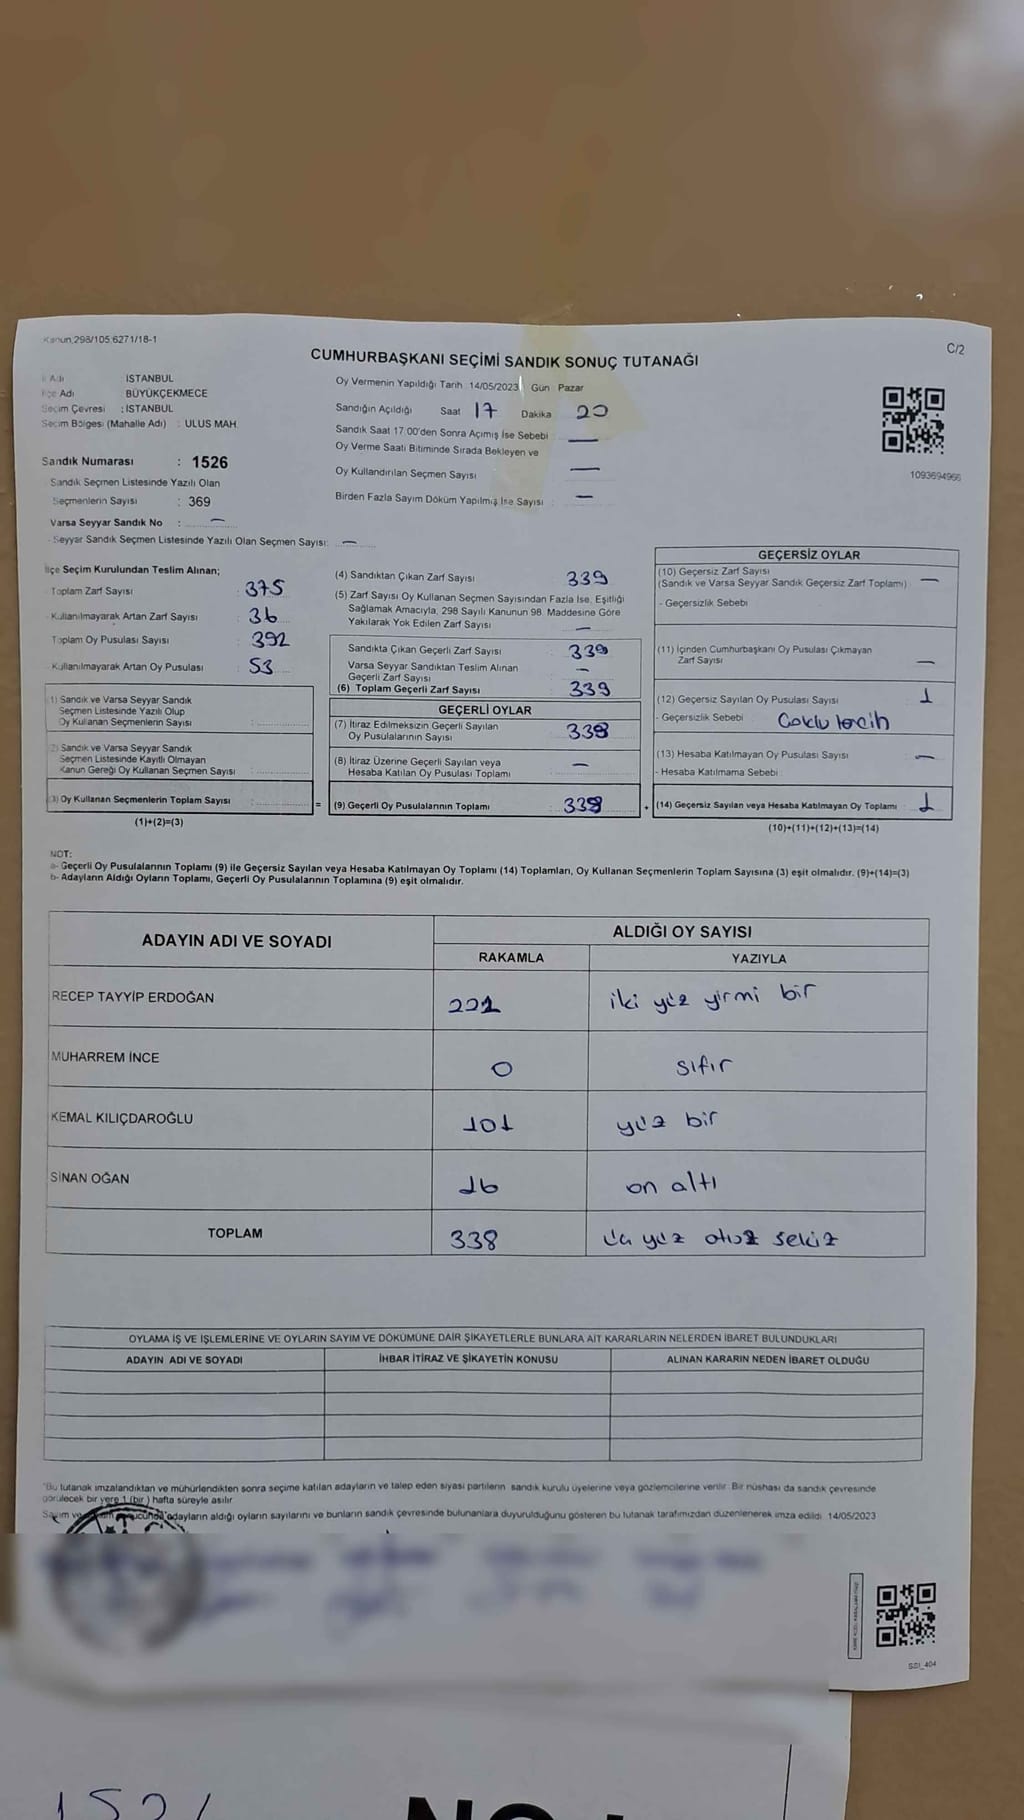 Kanun 298/105 6271/18-1
C/2
CUMHURBAŞKANI SEÇİMİ SANDIK SONUÇ TUTANAĞI
İl Adı İSTANBUL
İlçe Adı : BÜYÜKÇEKMECE
Seçim Çevresi : İSTANBUL
Seçim Bölgesi (Mahalle Adı) : ULUS MAH.
Sandık Numarası : 1526
Sandık Seçmen Listesinde Yazılı Olan
Seçmenlerin Sayısı : 369
Varsa Seyyar Sandık No : —
- Seyyar Sandık Seçmen Listesinde Yazılı Olan Seçmen Sayısı: —
Oy Vermenin Yapıldığı Tarih 14/05/2023 Gün Pazar
Sandığın Açıldığı Saat 17 Dakika 20
Sandık Saat 17:00'den Sonra Açımış İse Sebebi —
Oy Verme Saati Bitiminde Sırada Bekleyen ve
Oy Kullandırılan Seçmen Sayısı —
Birden Fazla Sayım Döküm Yapılmış İse Sayısı : —
1093694966
İlçe Seçim Kurulundan Teslim Alınan;
- Toplam Zarf Sayısı : 375
- Kullanılmayarak Artan Zarf Sayısı : 36
Toplam Oy Pusulası Sayısı : 392
- Kullanılmayarak Artan Oy Pusulası : 53
(1) Sandık ve Varsa Seyyar Sandık
Seçmen Listesinde Yazılı Olup
Oy Kullanan Seçmenlerin Sayısı :
(2) Sandık ve Varsa Seyyar Sandık
Seçmen Listesinde Kayıtlı Olmayan
Kanun Gereği Oy Kullanan Seçmen Sayısı :
(3) Oy Kullanan Seçmenlerin Toplam Sayısı : =
(1)+(2)=(3)
(4) Sandıktan Çıkan Zarf Sayısı 339
(5) Zarf Sayısı Oy Kullanan Seçmen Sayısından Fazla İse, Eşitliği
Sağlamak Amacıyla, 298 Sayılı Kanunun 98. Maddesine Göre
Yakılarak Yok Edilen Zarf Sayısı —
Sandıkta Çıkan Geçerli Zarf Sayısı 339
Varsa Seyyar Sandıktan Teslim Alınan
Geçerli Zarf Sayısı —
(6) Toplam Geçerli Zarf Sayısı 339
GEÇERLİ OYLAR
(7) İtiraz Edilmeksizin Geçerli Sayılan
Oy Pusulalarının Sayısı 338
(8) İtiraz Üzerine Geçerli Sayılan veya
Hesaba Katılan Oy Pusulası Toplamı —
(9) Geçerli Oy Pusulalarının Toplamı 338 +
GEÇERSİZ OYLAR
(10) Geçersiz Zarf Sayısı
(Sandık ve Varsa Seyyar Sandık Geçersiz Zarf Toplamı) —
- Geçersizlik Sebebi
(11) İçinden Cumhurbaşkanı Oy Pusulası Çıkmayan
Zarf Sayısı —
(12) Geçersiz Sayılan Oy Pusulası Sayısı 1
- Geçersizlik Sebebi Çoklu tercih
(13) Hesaba Katılmayan Oy Pusulası Sayısı —
- Hesaba Katılmama Sebebi
(14) Geçersiz Sayılan veya Hesaba Katılmayan Oy Toplamı 1
(10)+(11)+(12)+(13)=(14)
NOT:
a- Geçerli Oy Pusulalarının Toplamı (9) ile Geçersiz Sayılan veya Hesaba Katılmayan Oy Toplamı (14) Toplamları, Oy Kullanan Seçmenlerin Toplam Sayısına (3) eşit olmalıdır. (9)+(14)=(3)
b- Adayların Aldığı Oyların Toplamı, Geçerli Oy Pusulalarının Toplamına (9) eşit olmalıdır.
ADAYIN ADI VE SOYADI ALDIĞI OY SAYISI
RAKAMLA YAZIYLA
RECEP TAYYİP ERDOĞAN 221 iki yüz yirmi bir
MUHARREM İNCE 0 sıfır
KEMAL KILIÇDAROĞLU 101 yüz bir
SİNAN OĞAN 16 on altı
TOPLAM 338 üç yüz otuz sekiz
OYLAMA İŞ VE İŞLEMLERİNE VE OYLARIN SAYIM VE DÖKÜMÜNE DAİR ŞİKAYETLERLE BUNLARA AİT KARARLARIN NELERDEN İBARET BULUNDUKLARI
ADAYIN ADI VE SOYADI İHBAR İTİRAZ VE ŞİKAYETİN KONUSU ALINAN KARARIN NEDEN İBARET OLDUĞU
"Bu tutanak imzalandıktan ve mühürlendikten sonra seçime katılan adayların ve talep eden siyasi partilerin sandık kurulu üyelerine veya gözlemcilerine verilir. Bir nüshası da sandık çevresinde
görülecek bir yere 1 (bir ) hafta süreyle asılır
Sayım ve sonucunda adayların aldığı oyların sayılarını ve bunların sandık çevresinde bulunanlara duyurulduğunu gösteren bu tutanak tarafımızdan düzenlenerek imza edildi. 14/05/2023
SSI_404